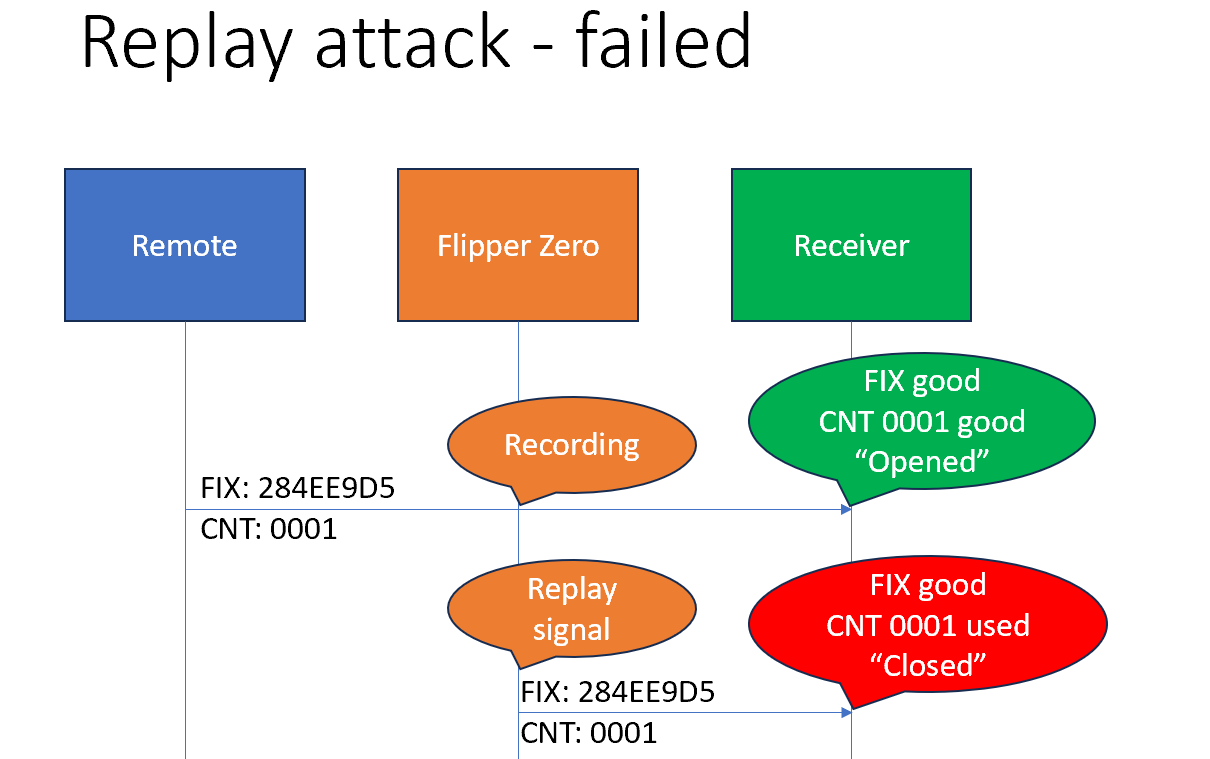 Replay attack - failed
Remote
Flipper Zero
Receiver
FIX good
CNT 0001 good
“Opened”
Recording
FIX: 284EE9D5
CNT: 0001
Replay
signal
FIX good
CNT 0001 used
“Closed”
FIX: 284EE9D5
CNT: 0001